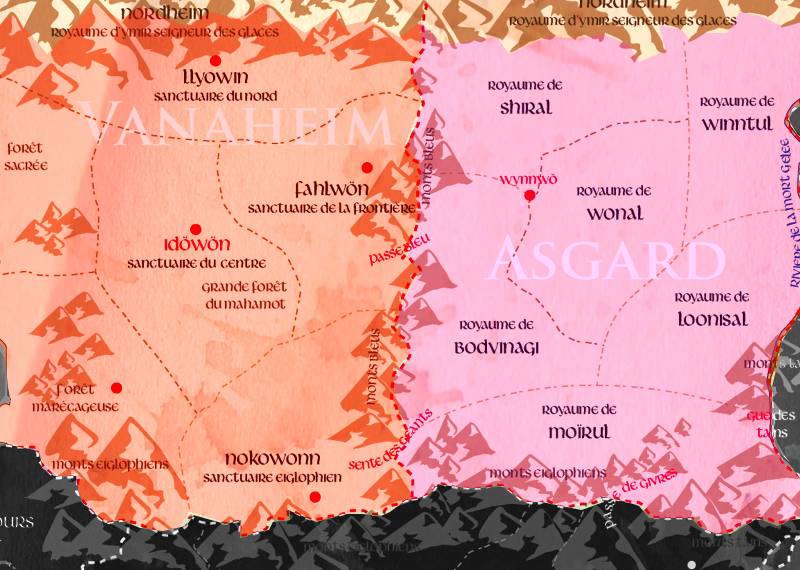 nordheim
royaume d'ymir seigneur des glaces
nordheim
royaume d'ymir seigneur des glaces
llyowin
sanctuaire du nord
Vanaheim
forêt
sacrée
fahlwön
sanctuaire de la frontière
idöwön
sanctuaire du centre
grande forêt
du mahamot
forêt
marécageuse
nokowonn
sanctuaire eiglophien
monts eiglophiens
monts bleus
passe bleu
monts bleus
sente des géants
royaume de
shiral
royaume de
winntul
wynnwö
royaume de
wonal
Asgard
rivière de la mort gelée
royaume de
loonisal
royaume de
bodvinagi
royaume de
moïrul
monts eiglophiens
passe de givres
gué des
ours